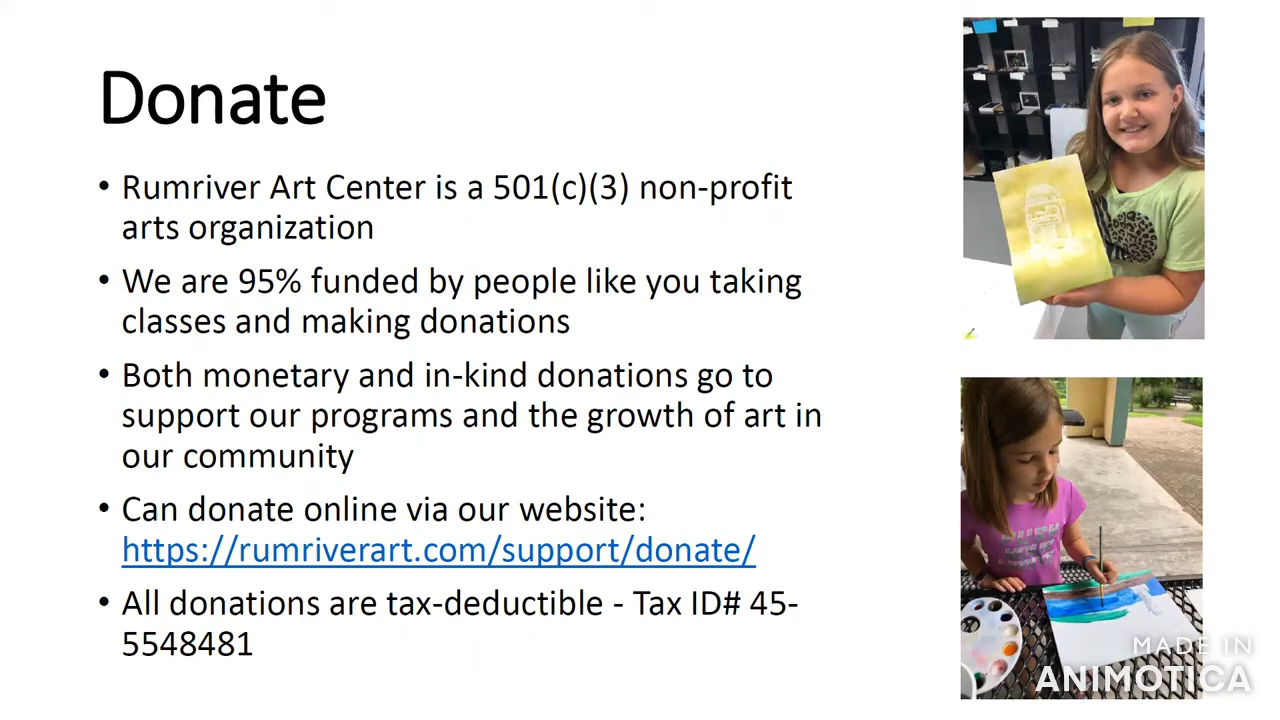 Donate
• Rumriver Art Center is a 501(c)(3) non-profit
arts organization
• We are 95% funded by people like you taking
classes and making donations
• Both monetary and in-kind donations go to
support our programs and the growth of art in
our community
• Can donate online via our website:
https://rumriverart.com/support/donate/
• All donations are tax-deductible - Tax ID# 45-
5548481
MADE IN
ANIMOTICA